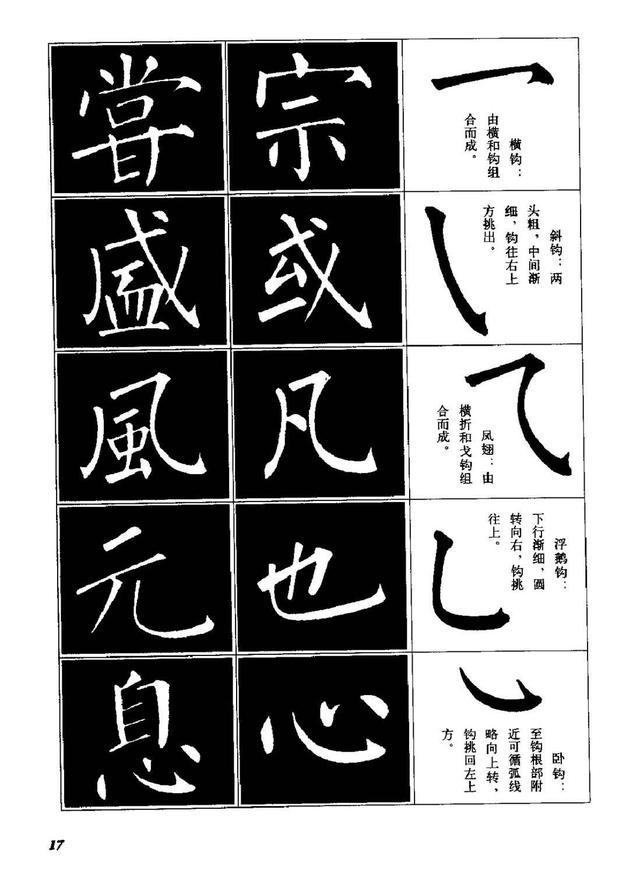 一
横钩：
由横和钩组
合而成。
宗
嘗
斜钩：两
头粗，中间渐
细，钩往右上
方挑出。
或
盛
凤翅：由
横折和戈钩组
合而成。
凡
風
浮鹅钩：
下行渐细，圆
转向右，钩挑
往上。
也
元
卧钩：
至钩根部附
近可循弧线
略向上转，
钩挑回左上
方。
心
息
17